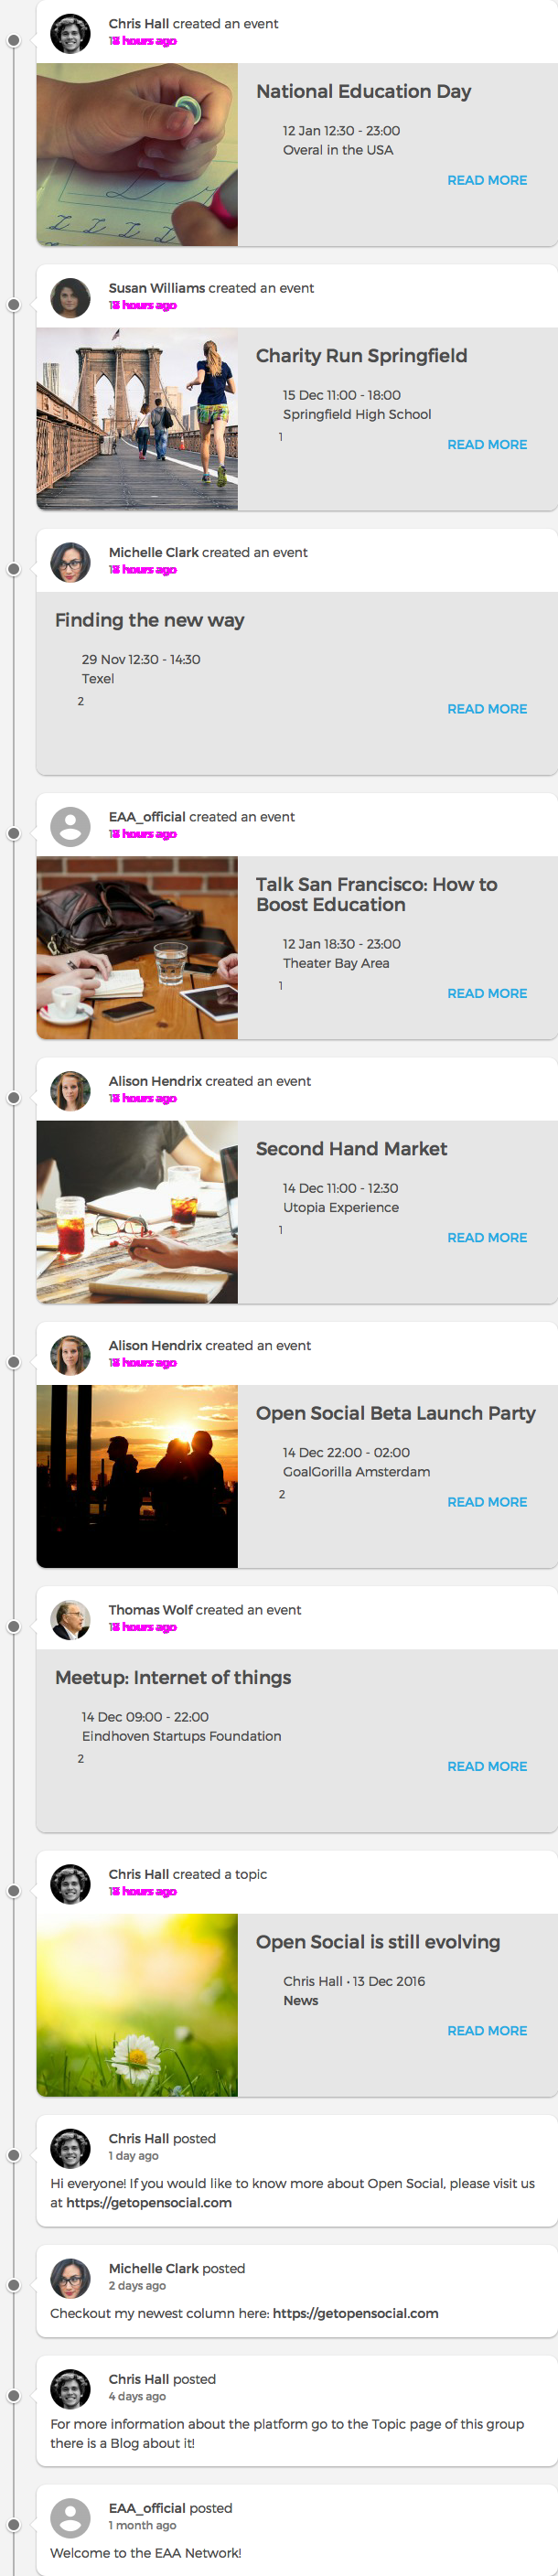 Chris Hall created an event
hours ago
National Education Day
12 Jan 12:30 - 23:00
Overal in the USA
READ MORE
Susan Williams created an event
hours ago
Charity Run Springfield
15 Dec 11:00 - 18:00
Springfield High School
1
READ MORE
Michelle Clark created an event
hours ago
Finding the new way
29 Nov 12:30 - 14:30
Texel
2
READ MORE
EAA_official created an event
hours ago
Talk San Francisco: How to
Boost Education
12 Jan 18:30 - 23:00
Theater Bay Area
1
READ MORE
Alison Hendrix created an event
hours ago
Second Hand Market
14 Dec 11:00 - 12:30
Utopia Experience
1
READ MORE
Alison Hendrix created an event
hours ago
Open Social Beta Launch Party
14 Dec 22:00 - 02:00
GoalGorilla Amsterdam
2
READ MORE
Thomas Wolf created an event
hours ago
Meetup: Internet of things
14 Dec 09:00 - 22:00
Eindhoven Startups Foundation
2
READ MORE
Chris Hall created a topic
hours ago
Open Social is still evolving
Chris Hall • 13 Dec 2016
News
READ MORE
Chris Hall posted
1 day ago
Hi everyone! If you would like to know more about Open Social, please visit us
at https://getopensocial.com
Michelle Clark posted
2 days ago
Checkout my newest column here: https://getopensocial.com
Chris Hall posted
4 days ago
For more information about the platform go to the Topic page of this group
there is a Blog about it!
EAA_official posted
1 month ago
Welcome to the EAA Network!